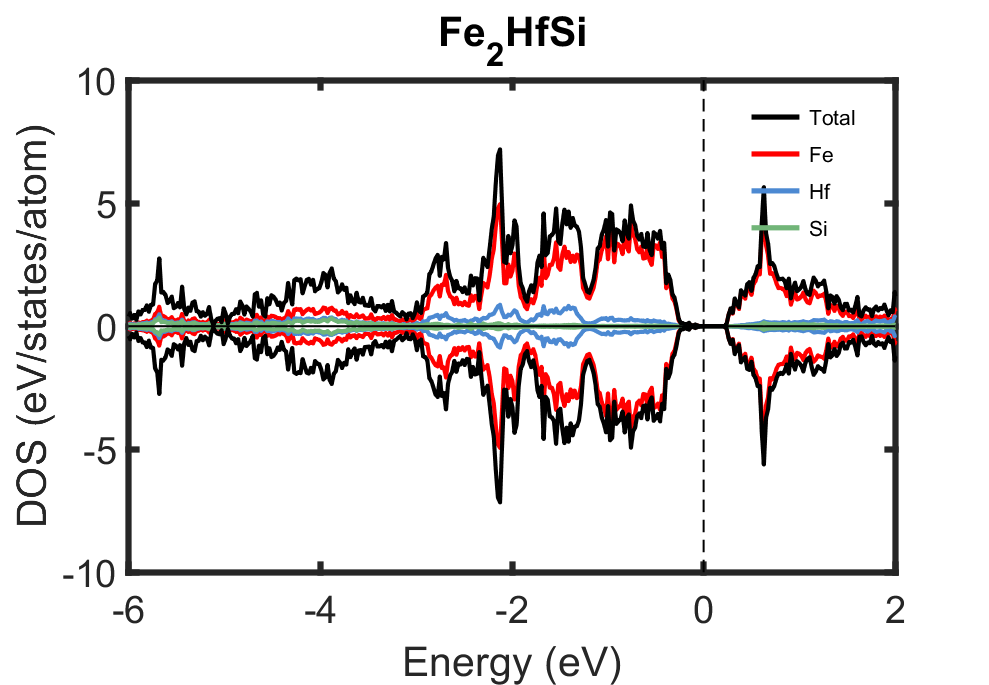 Fe₂HfSi
10
5
0
-5
-10
DOS (eV/states/atom)
Total
Fe
Hf
Si
-6 -4 -2 0 2
Energy (eV)